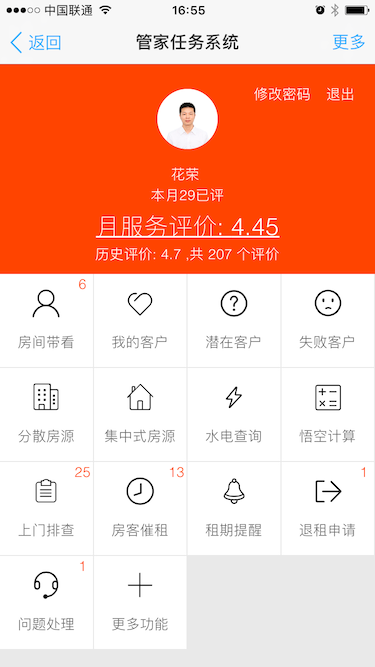 中国联通
16:55
返回
管家任务系统
更多
修改密码 退出
花荣
本月29已评
月服务评价: 4.45
历史评价: 4.7 ,共 207 个评价
6
房间带看 我的客户 潜在客户 失败客户
分散房源 集中式房源 水电查询 悟空计算
25 13 1
上门排查 房客催租 租期提醒 退租申请
1
问题处理 更多功能